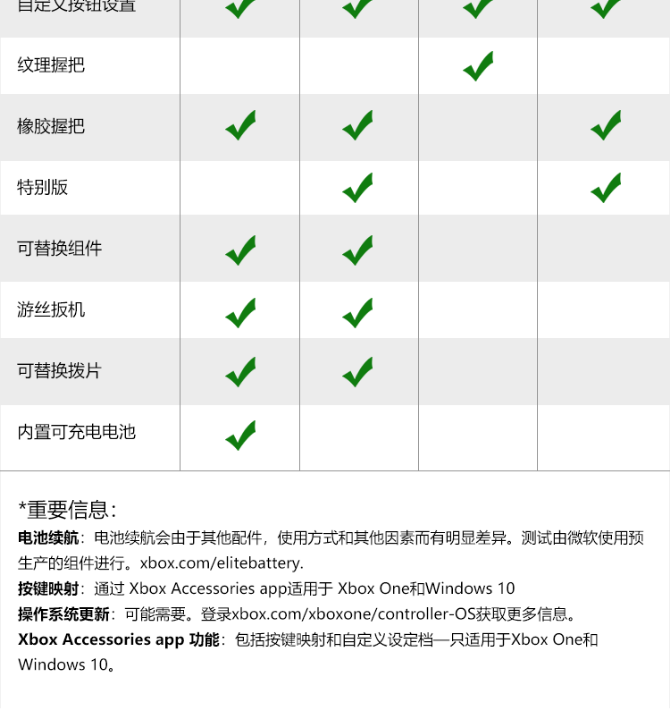 自定义按钮设置
纹理握把
橡胶握把
特别版
可替换组件
游丝扳机
可替换拨片
内置可充电电池
*重要信息：
电池续航：电池续航会由于其他配件，使用方式和其他因素而有明显差异。测试由微软使用预
生产的组件进行。xbox.com/elitebattery.
按键映射：通过 Xbox Accessories app适用于 Xbox One和Windows 10
操作系统更新：可能需要。登录xbox.com/xboxone/controller-OS获取更多信息。
Xbox Accessories app 功能：包括按键映射和自定义设定档—只适用于Xbox One和
Windows 10。